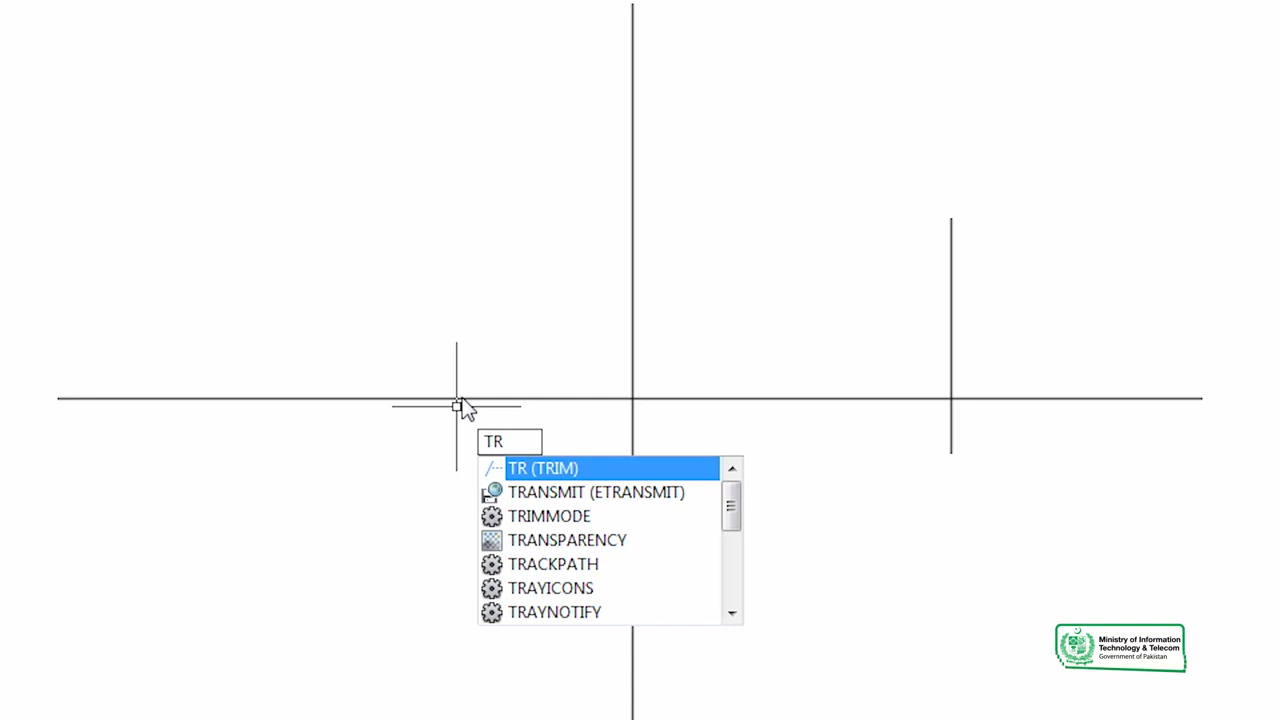 TR
TR (TRIM)
TRANSMIT (ETRANSMIT)
TRIMMODE
TRANSPARENCY
TRACKPATH
TRAYICONS
TRAYNOTIFY
Ministry of Information
Technology & Telecom
Government of Pakistan